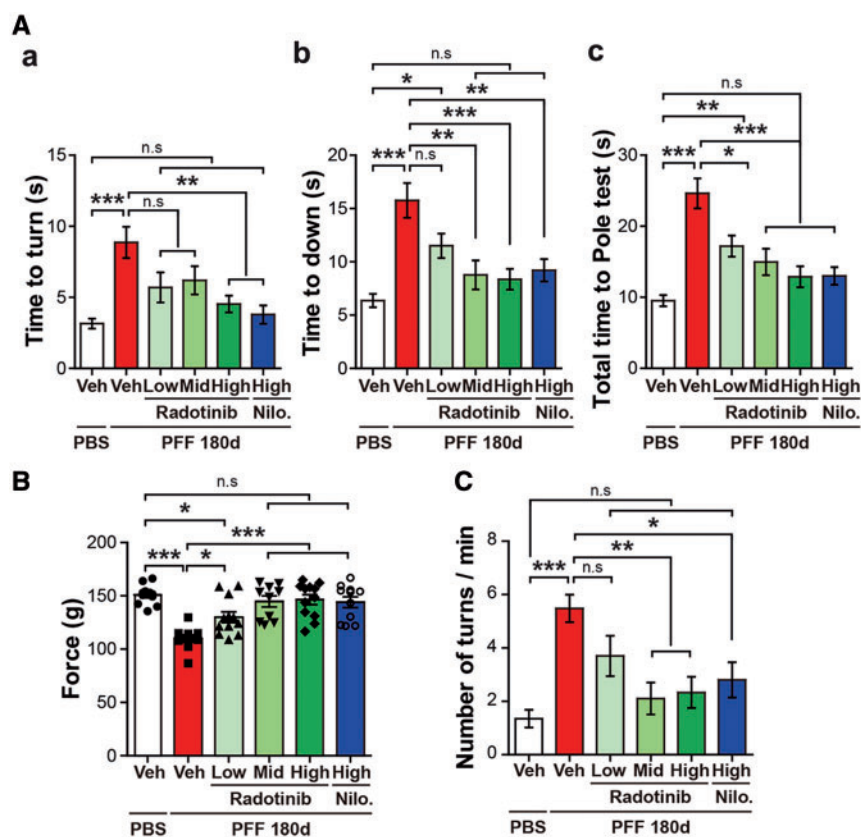 A
a
n.s
**
***
n.s
Time to turn (s)
15
10
5
0
Veh
Veh
Low
Mid
High
High
Radotinib
Nilo.
PBS
PFF 180d
b
n.s
*
**
***
**
***
n.s
Time to down (s)
20
15
10
5
0
Veh
Veh
Low
Mid
High
High
Radotinib
Nilo.
PBS
PFF 180d
c
n.s
**
***
***
*
Total time to Pole test (s)
30
20
10
0
Veh
Veh
Low
Mid
High
High
Radotinib
Nilo.
PBS
PFF 180d
B
n.s
*
***
***
*
Force (g)
200
150
100
50
0
Veh
Veh
Low
Mid
High
High
Radotinib
Nilo.
PBS
PFF 180d
C
n.s
*
**
***
n.s
Number of turns / min
8
6
4
2
0
Veh
Veh
Low
Mid
High
High
Radotinib
Nilo.
PBS
PFF 180d